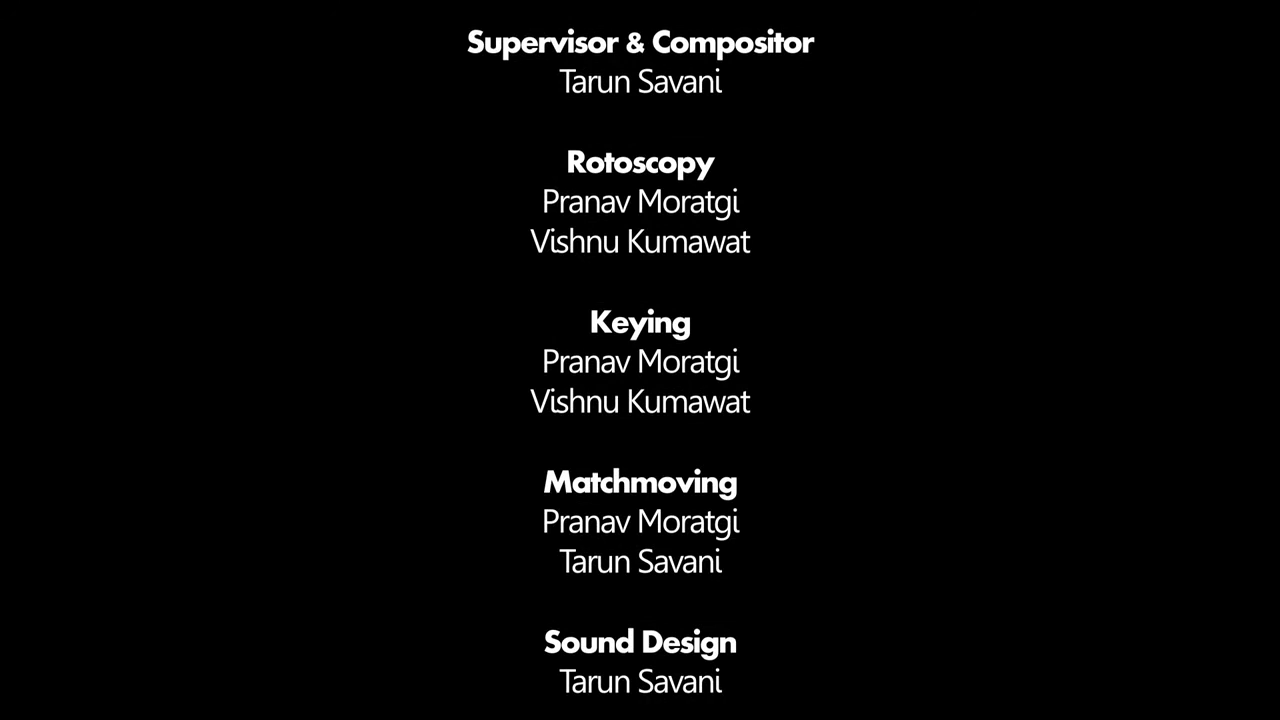 Supervisor & Compositor
Tarun Savani
Rotoscopy
Pranav Moratgi
Vishnu Kumawat
Keying
Pranav Moratgi
Vishnu Kumawat
Matchmoving
Pranav Moratgi
Tarun Savani
Sound Design
Tarun Savani